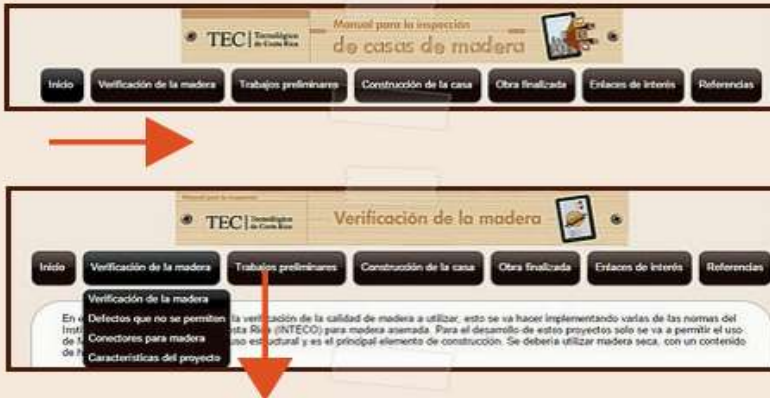 TEC | Tecnológico de Costa Rica
Manual para la inspección
de casas de madera
Inicio
Verificación de la madera
Trabajos preliminares
Construcción de la casa
Obra finalizada
Enlaces de interés
Referencias
Manual para la inspección
TEC | Tecnológico de Costa Rica
Verificación de la madera
Inicio
Verificación de la madera
Trabajos preliminares
Construcción de la casa
Obra finalizada
Enlaces de interés
Referencias
Verificación de la madera
Defectos que no se permiten
Conectores para madera
Características del proyecto
En la verificación de la calidad de madera a utilizar, esto se va hacer implementando varias de las normas del
Insti sta Rica (INTECO) para madera aserrada. Para el desarrollo de estos proyectos solo se va a permitir el uso
de uso estructural y es el principal elemento de construcción. Se debería utilizar madera seca, con un contenido
de